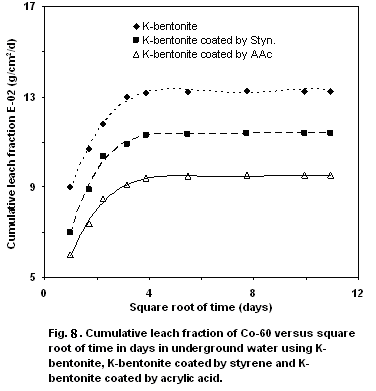 17
13
9
5
Cumulative leach fraction E-02 (g/cm²/d)
K-bentonite
K-bentonite coated by Styn.
K-bentonite coated by AAc
0
4
8
12
Square root of time (days)
Fig. 8. Cumulative leach fraction of Co-60 versus square
root of time in days in underground water using K-
bentonite, K-bentonite coated by styrene and K-
bentonite coated by acrylic acid.